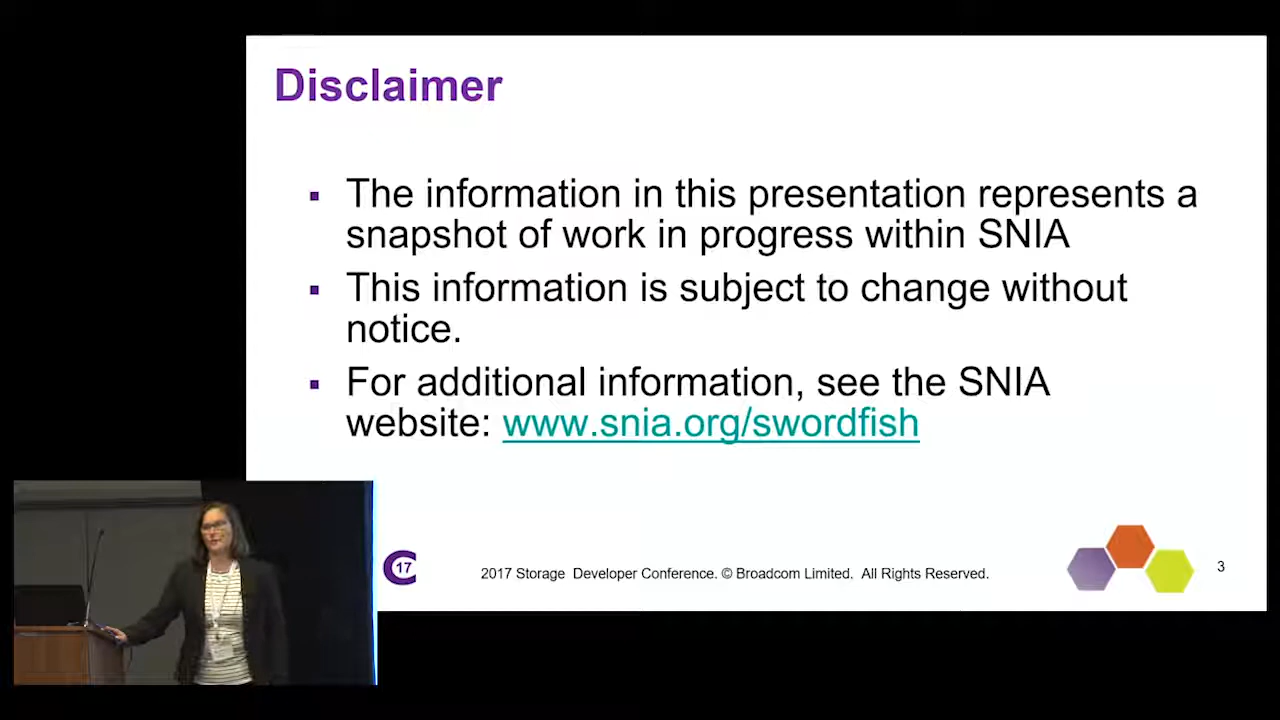 Disclaimer
▪ The information in this presentation represents a
snapshot of work in progress within SNIA
▪ This information is subject to change without
notice.
▪ For additional information, see the SNIA
website: www.snia.org/swordfish
17
2017 Storage Developer Conference. © Broadcom Limited. All Rights Reserved.
3